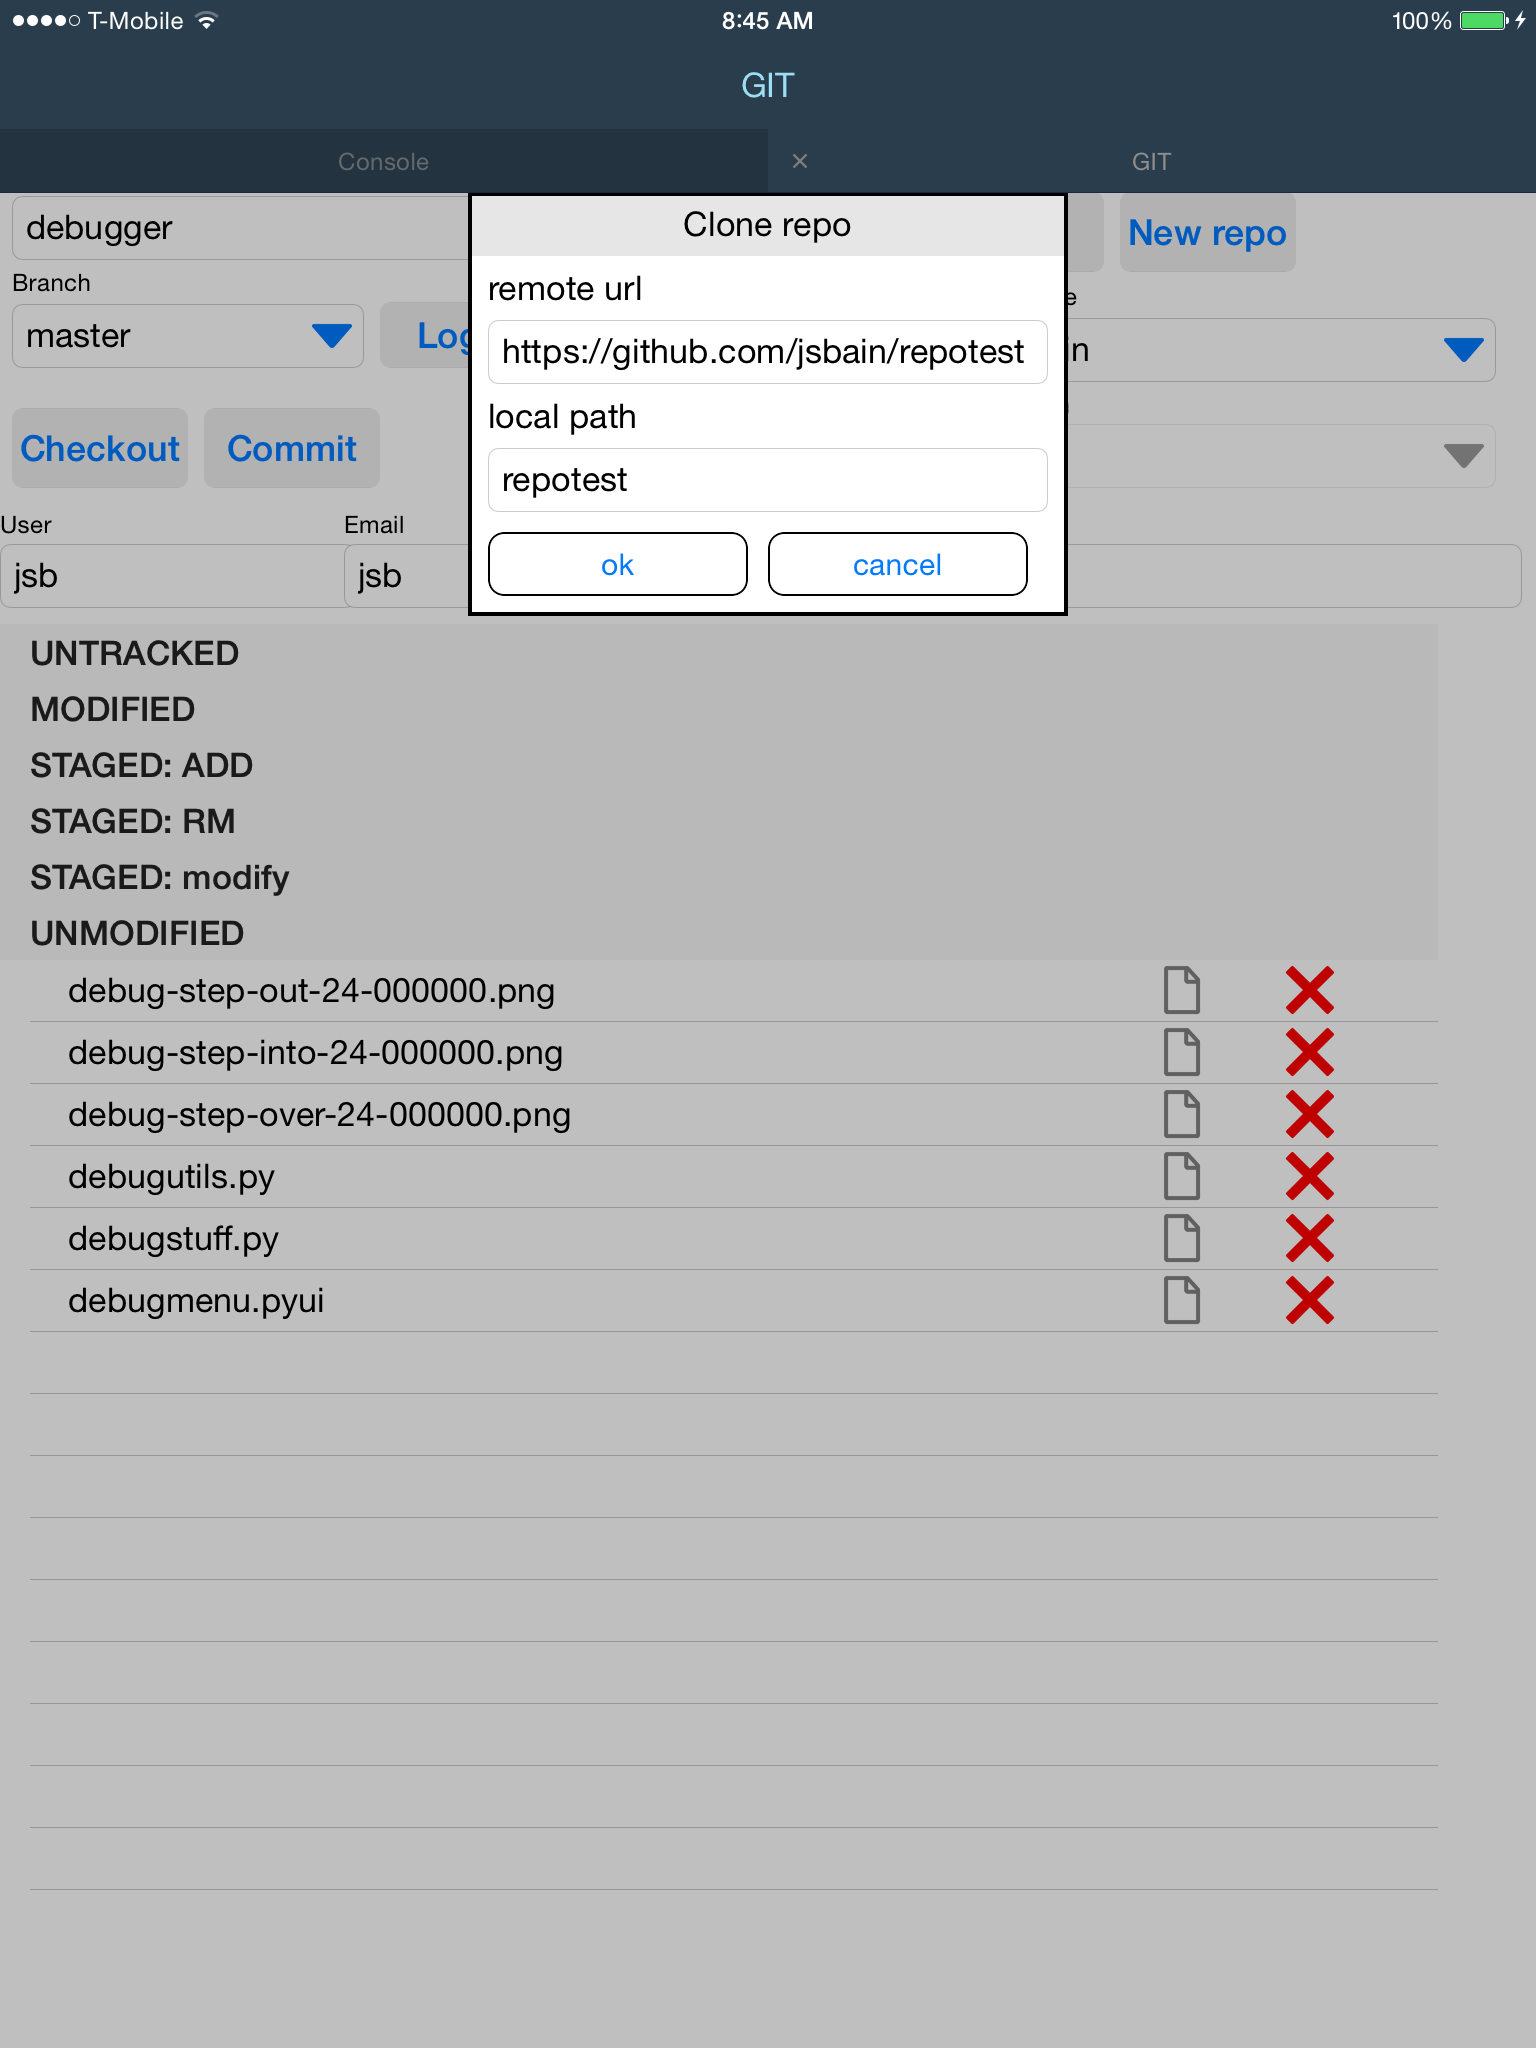 T-Mobile 8:45 AM 100%
GIT
Console × GIT
debugger
New repo
Branch
master
Checkout Commit
User Email
jsb jsb
Clone repo
remote url
https://github.com/jsbain/repotest
local path
repotest
ok cancel
UNTRACKED
MODIFIED
STAGED: ADD
STAGED: RM
STAGED: modify
UNMODIFIED
debug-step-out-24-000000.png
debug-step-into-24-000000.png
debug-step-over-24-000000.png
debugutils.py
debugstuff.py
debugmenu.pyui